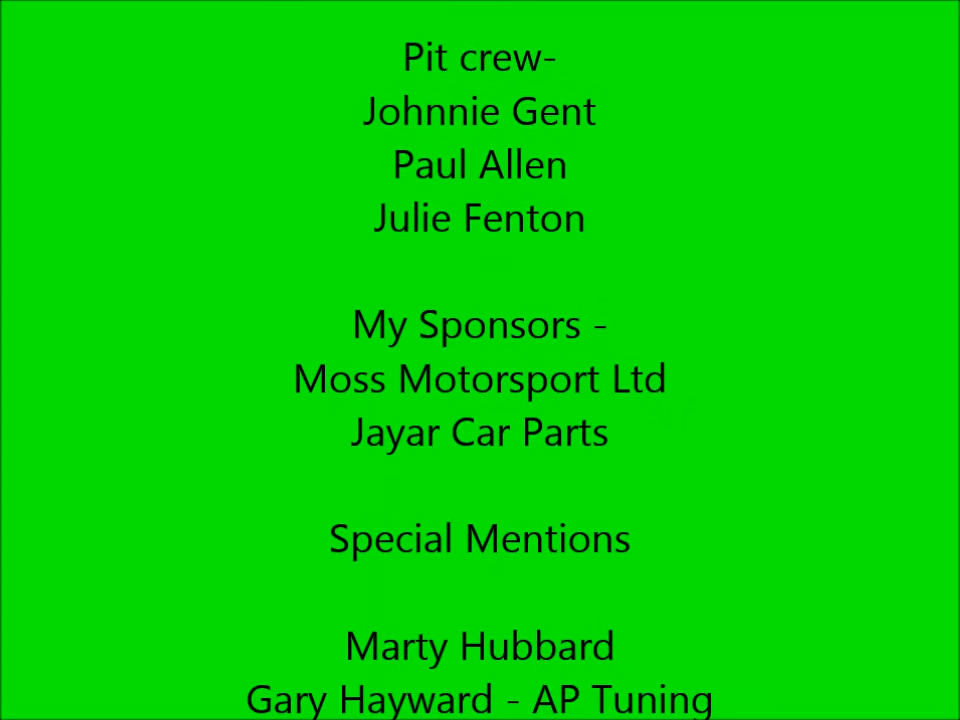 Pit crew-
Johnnie Gent
Paul Allen
Julie Fenton
My Sponsors -
Moss Motorsport Ltd
Jayar Car Parts
Special Mentions
Marty Hubbard
Gary Hayward - AP Tuning